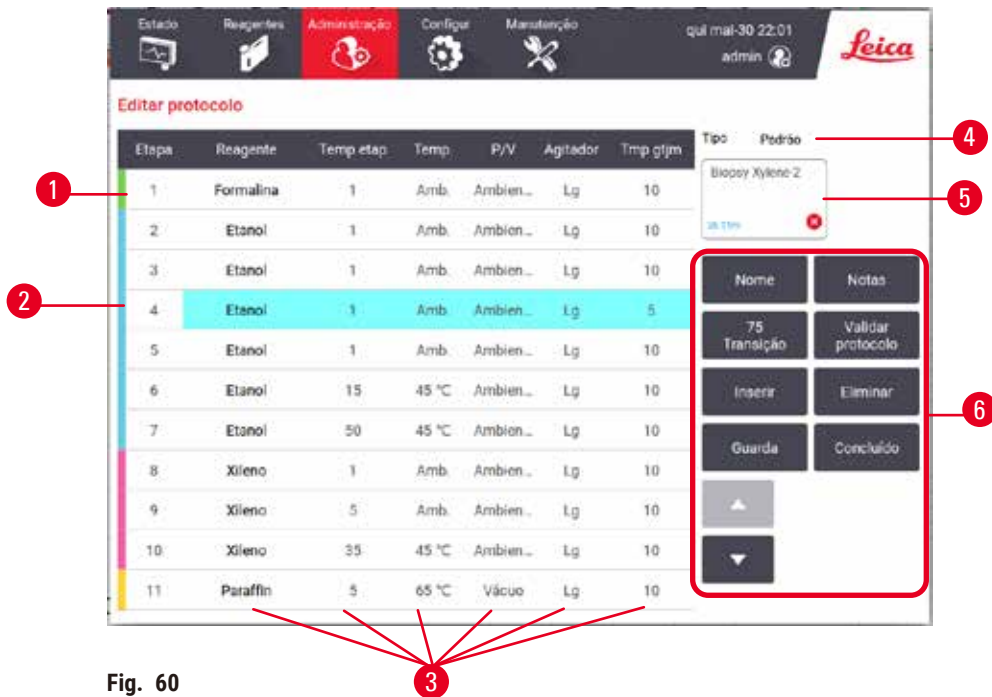 Estado Reagentes Administração Configur Manutenção qui mai-30 22:01
admin Leica
Editar protocolo
Etapa Reagente Temp etap Temp P/V Agitador Tmp gtjm
Tipo Padrão 4
1 1 Formalina 1 Amb. Ambien... Lg 10
Biopsy Xylene-2 5
2 Etanol 1 Amb. Ambien... Lg 10
3 Etanol 1 Amb. Ambien... Lg 10
Nome Notas
2 4 Etanol 1 Amb. Ambien... Lg 5
75 Transição Validar protocolo
5 Etanol 1 Amb. Ambien... Lg 10
6 Etanol 15 45 °C Ambien... Lg 10
Inserir Eliminar 6
7 Etanol 50 45 °C Ambien... Lg 10
Guarda Concluído
8 Xileno 1 Amb. Ambien... Lg 10
9 Xileno 5 Amb. Ambien... Lg 10
10 Xileno 35 45 °C Ambien... Lg 10
11 Paraffin 5 65 °C Vácuo Lg 10
3
Fig. 60